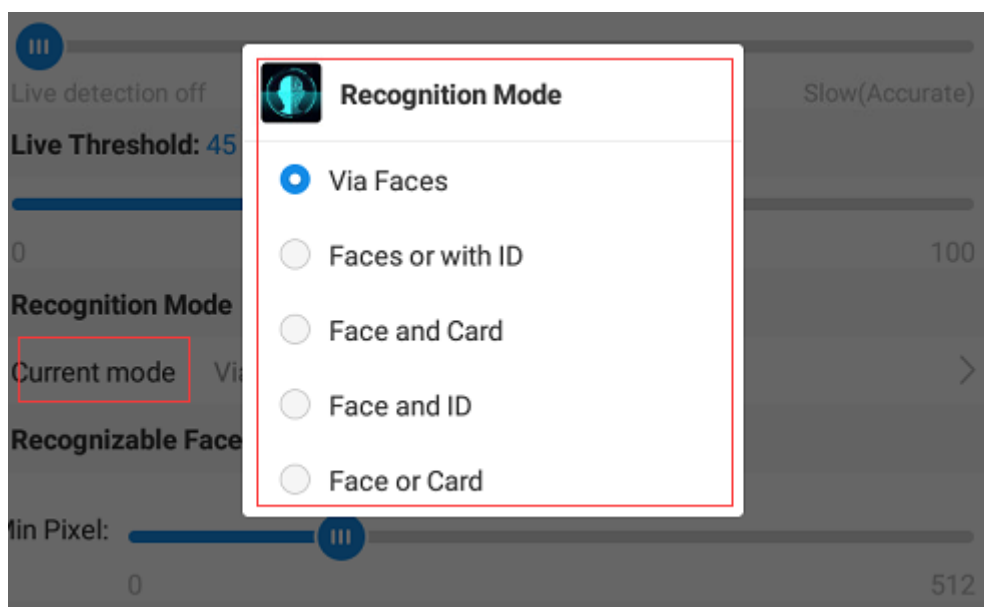 Live detection off Slow(Accurate)
Recognition Mode
Live Threshold: 45
Via Faces
0 100
Faces or with ID
Recognition Mode
Face and Card
Current mode
Face and ID
Recognizable Face
Face or Card
Pixel:
0 512